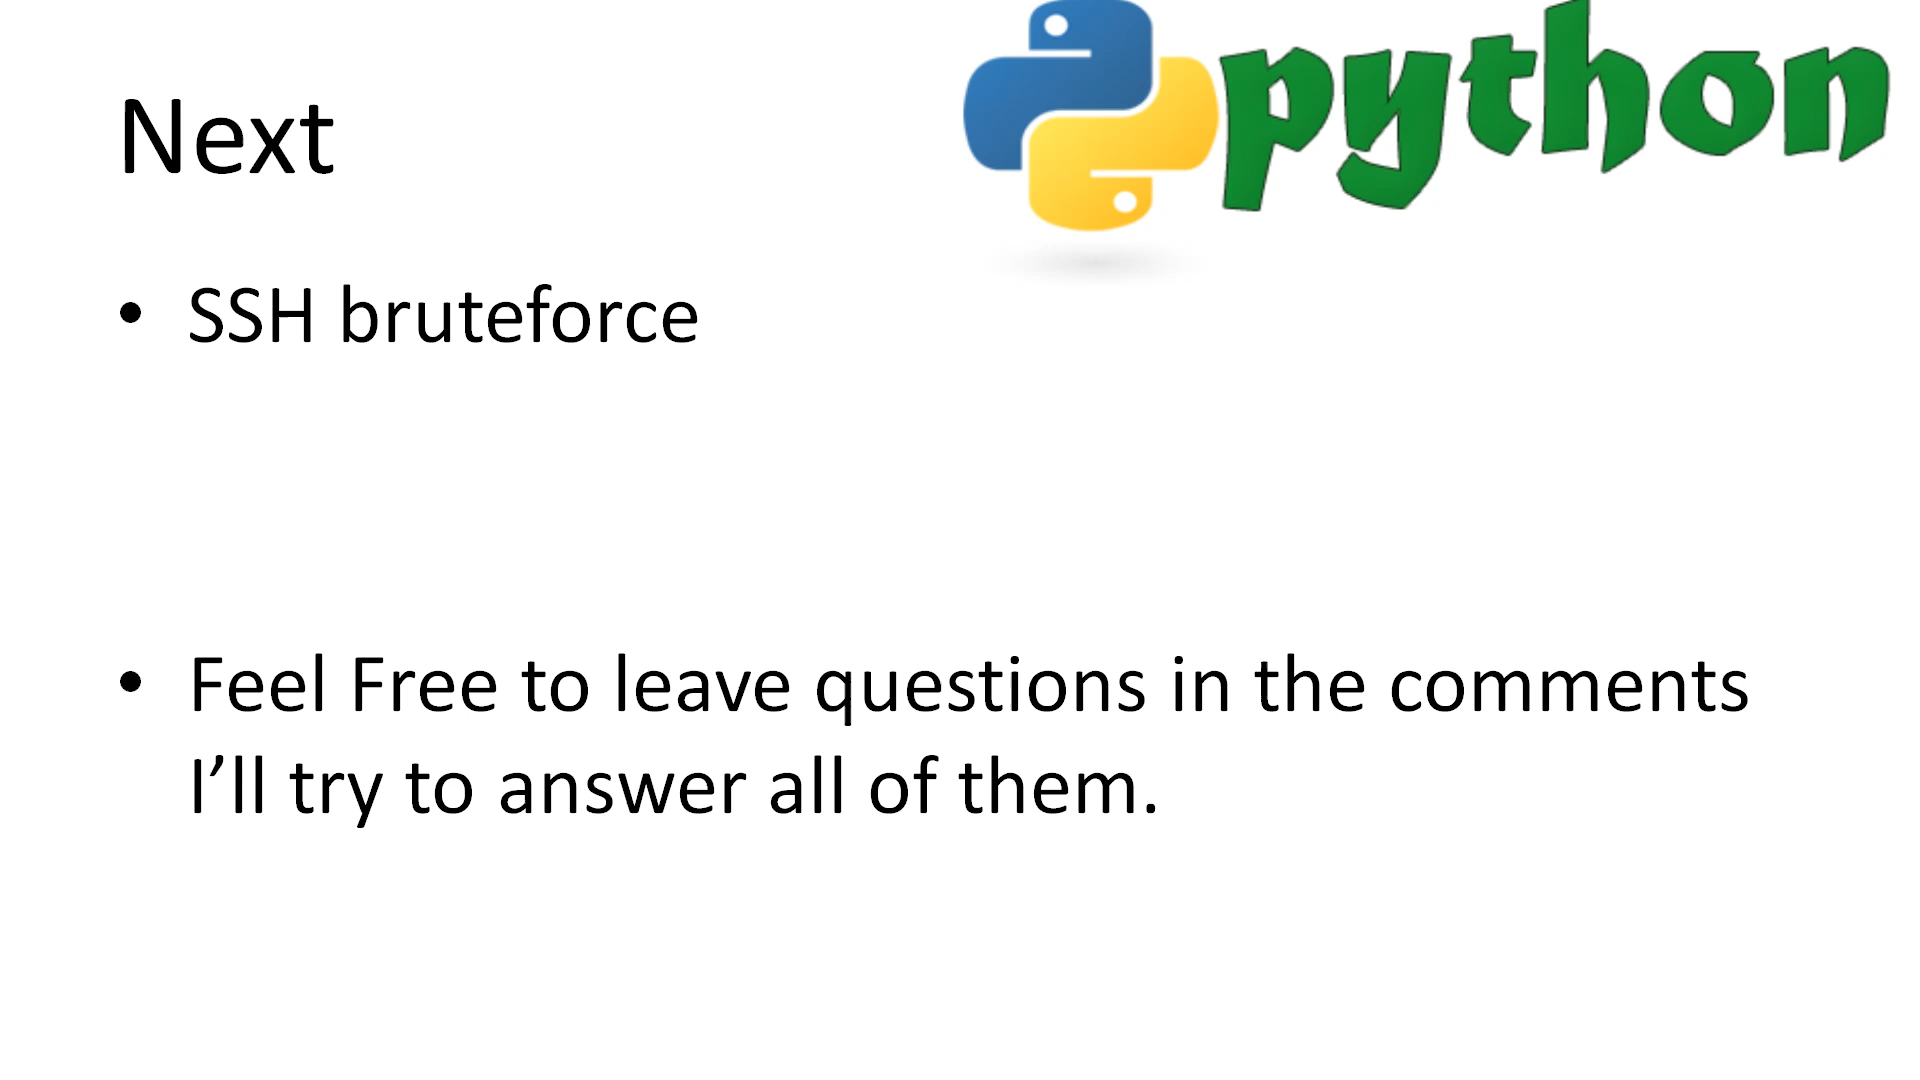 python
Next
• SSH bruteforce
• Feel Free to leave questions in the comments
I’ll try to answer all of them.